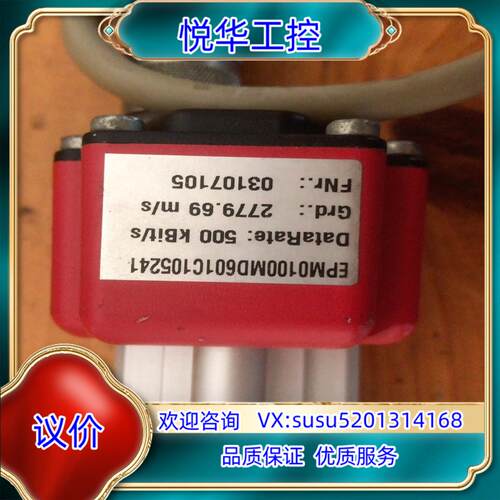 悦华工控
EPM0100MD601C105241
DataRate: 500 kBit/s
Grd.: 2779.69 m/s
FNr.: 03107105
议价
欢迎咨询 VX:susu5201314168
品质保证 优质服务